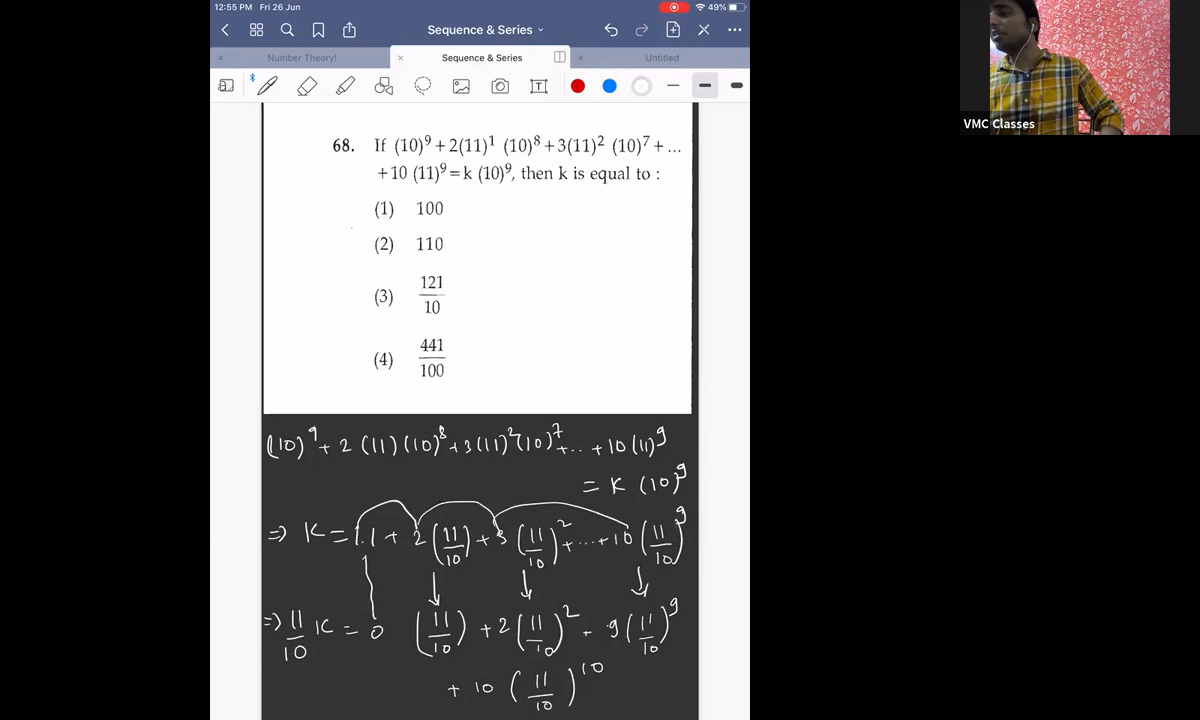 12:55 PM Fri 26 Jun 49%
Sequence & Series
Number Theory! Sequence & Series Untitled
T
VMC Classes
68. If (10)⁹ + 2(11)¹ (10)⁸ + 3(11)² (10)⁷ + ...
+ 10 (11)⁹ = k (10)⁹, then k is equal to :
(1) 100
(2) 110
(3) 121/10
(4) 441/100
(10)⁹ + 2 (11) (10)⁸ + 3 (11)² (10)⁷ + .. + 10 (11)⁹
= K (10)⁹
⇒ K = 1.1 + 2 (11/10) + 3 (11/10)² + ... + 10 (11/10)⁹
⇒ 11/10 K = 0 (11/10) + 2 (11/10)² - 9 (11/10)⁹
+ 10 (11/10)¹⁰